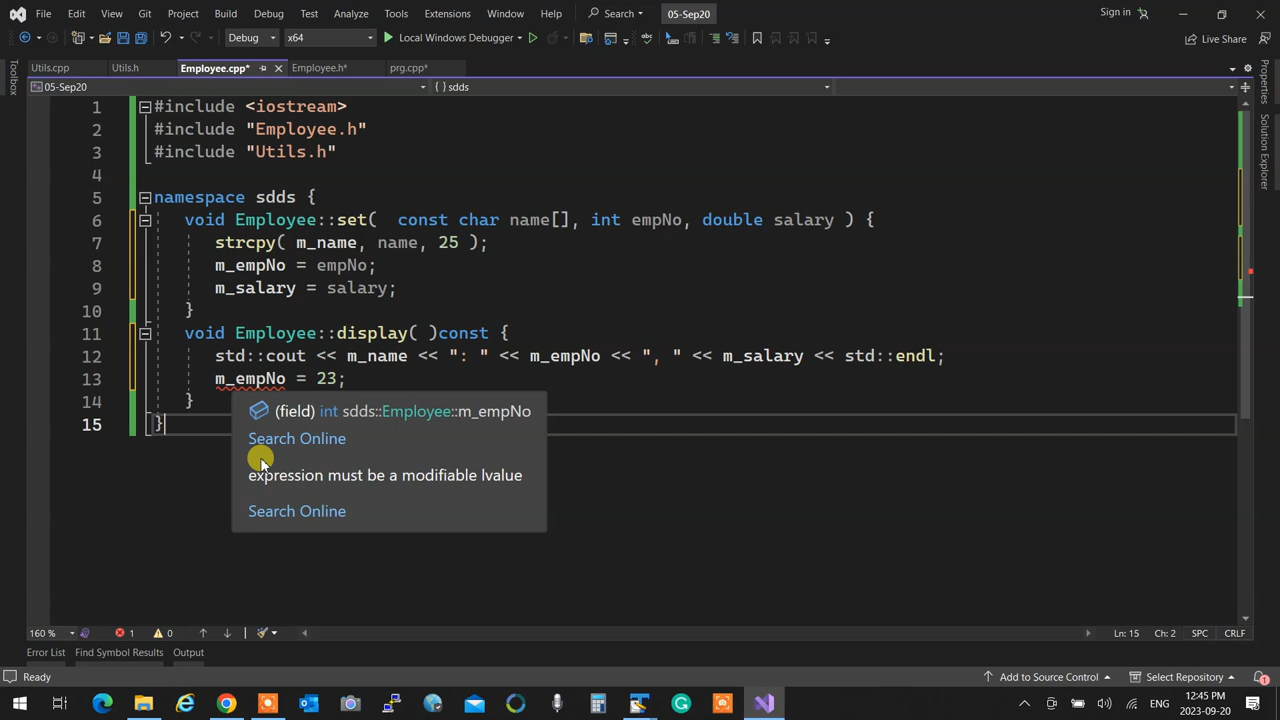 File Edit View Git Project Build Debug Test Analyze Tools Extensions Window Help Search 05-Sep20 Sign in
Debug x64 Local Windows Debugger Live Share
Utils.cpp Utils.h Employee.cpp* Employee.h* prg.cpp*
05-Sep20 { } sdds
1 #include <iostream>
2 #include "Employee.h"
3 #include "Utils.h"
4
5 namespace sdds {
6 void Employee::set( const char name[], int empNo, double salary ) {
7 strcpy( m_name, name, 25 );
8 m_empNo = empNo;
9 m_salary = salary;
10 }
11 void Employee::display( )const {
12 std::cout << m_name << ": " << m_empNo << ", " << m_salary << std::endl;
13 m_empNo = 23;
14 }
15 }
(field) int sdds::Employee::m_empNo
Search Online
expression must be a modifiable lvalue
Search Online
Toolbox
Properties
Solution Explorer
160 % 1 0 Ln: 15 Ch: 2 SPC CRLF
Error List Find Symbol Results Output
Ready Add to Source Control Select Repository 1
12:45 PM
ENG
2023-09-20